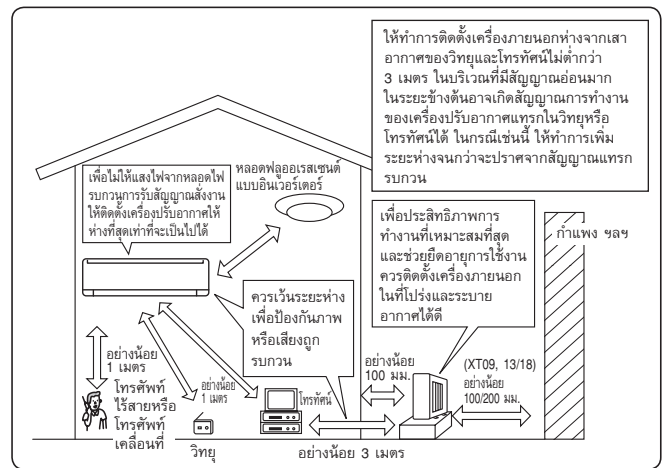 ให้ทำการติดตั้งเครื่องภายนอกห่างจากเสา
อากาศของวิทยุและโทรทัศน์ไม่ต่ำกว่า
3 เมตร ในบริเวณที่มีสัญญาณอ่อนมาก
ในระยะข้างต้นอาจเกิดสัญญาณการทำงาน
ของเครื่องปรับอากาศแทรกในวิทยุหรือ
โทรทัศน์ได้ ในกรณีเช่นนี้ ให้ทำการเพิ่ม
ระยะห่างจนกว่าจะปราศจากสัญญาณแทรก
รบกวน
เพื่อไม่ให้แสงไฟจากหลอดไฟ
รบกวนการรับสัญญาณสั่งงาน
ให้ติดตั้งเครื่องปรับอากาศให้
ห่างที่สุดเท่าที่จะเป็นไปได้
หลอดฟลูออเรสเซนต์
แบบอินเวอร์เตอร์
เพื่อประสิทธิภาพการ
ทำงานที่เหมาะสมที่สุด
และช่วยยืดอายุการใช้งาน
ควรติดตั้งเครื่องภายนอก
ในที่โปร่งและระบาย
อากาศได้ดี
กำแพง ฯลฯ
ควรเว้นระยะห่าง
เพื่อป้องกันภาพ
หรือเสียงถูก
รบกวน
อย่างน้อย
1 เมตร
โทรศัพท์
ไร้สายหรือ
โทรศัพท์
เคลื่อนที่
อย่างน้อย
1 เมตร
วิทยุ
โทรทัศน์
อย่างน้อย 3 เมตร
อย่างน้อย
100 มม.
(XT09, 13/18)
อย่างน้อย
100/200 มม.